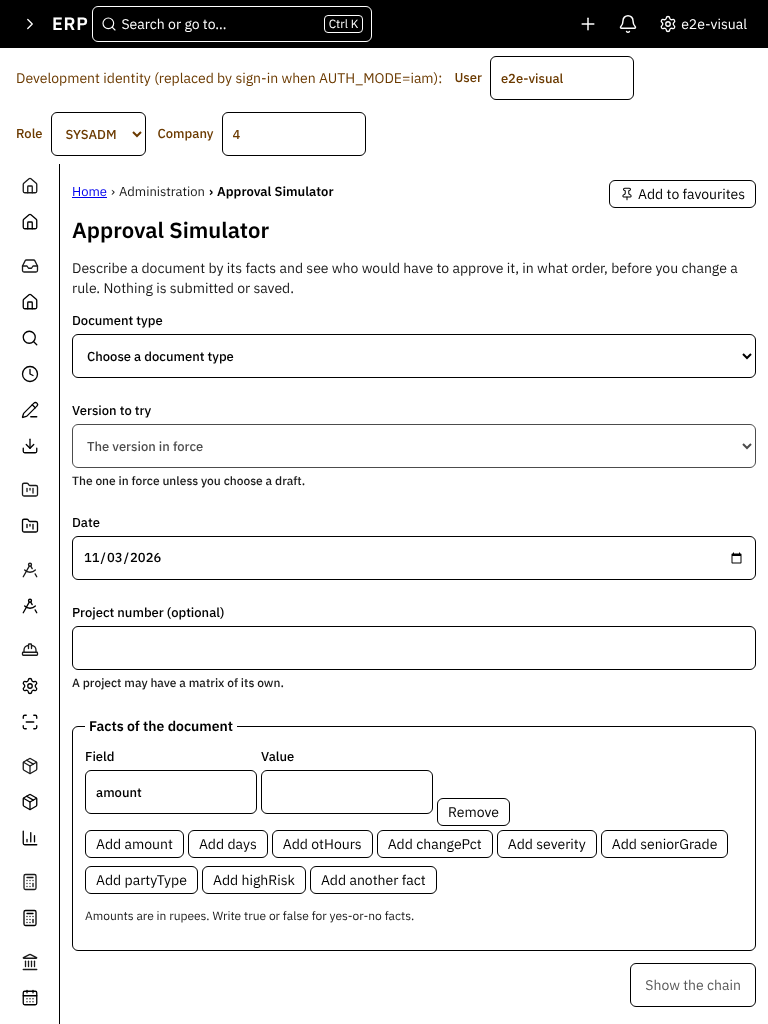 ERP Search or go to... Ctrl K e2e-visual
Development identity (replaced by sign-in when AUTH_MODE=iam): User e2e-visual
Role SYSADM Company 4
Home › Administration › Approval Simulator Add to favourites
Approval Simulator
Describe a document by its facts and see who would have to approve it, in what order, before you change a
rule. Nothing is submitted or saved.
Document type
Choose a document type
Version to try
The version in force
The one in force unless you choose a draft.
Date
11/03/2026
Project number (optional)
A project may have a matrix of its own.
Facts of the document
Field Value
amount
Remove
Add amount Add days Add otHours Add changePct Add severity Add seniorGrade
Add partyType Add highRisk Add another fact
Amounts are in rupees. Write true or false for yes-or-no facts.
Show the chain